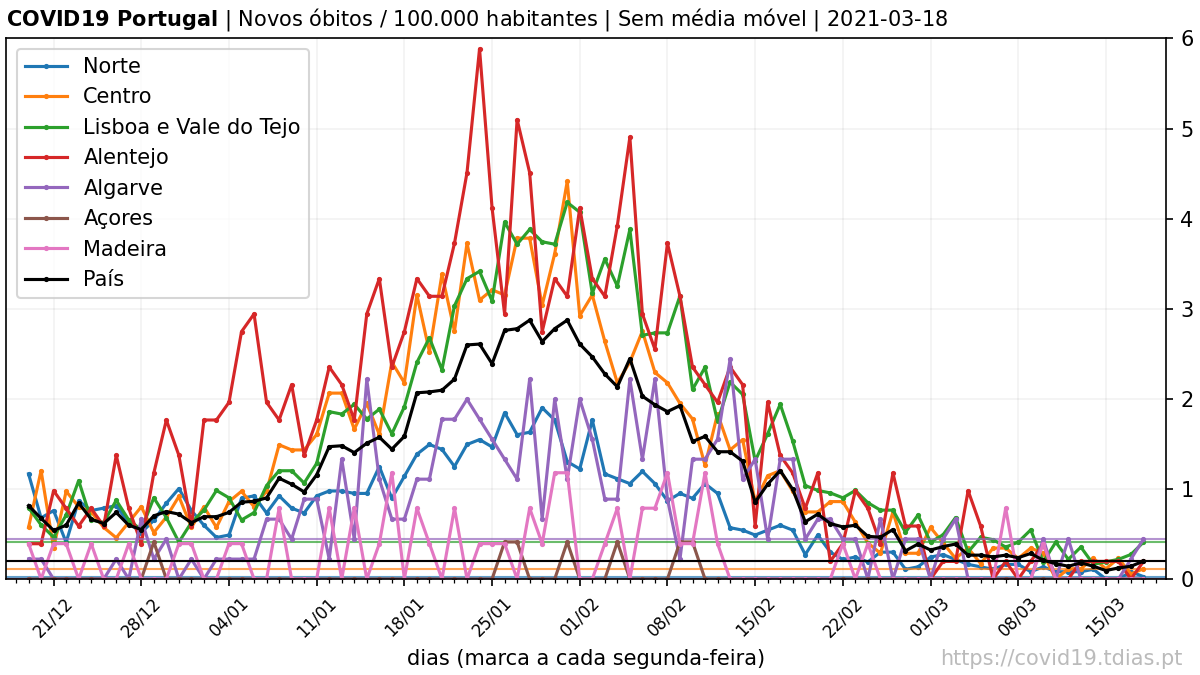 COVID19 Portugal | Novos óbitos / 100.000 habitantes | Sem média móvel | 2021-03-18
Norte
Centro
Lisboa e Vale do Tejo
Alentejo
Algarve
Açores
Madeira
País
6
5
4
3
2
1
0
21/12
28/12
04/01
11/01
18/01
25/01
01/02
08/02
15/02
22/02
01/03
08/03
15/03
dias (marca a cada segunda-feira)
https://covid19.tdias.pt